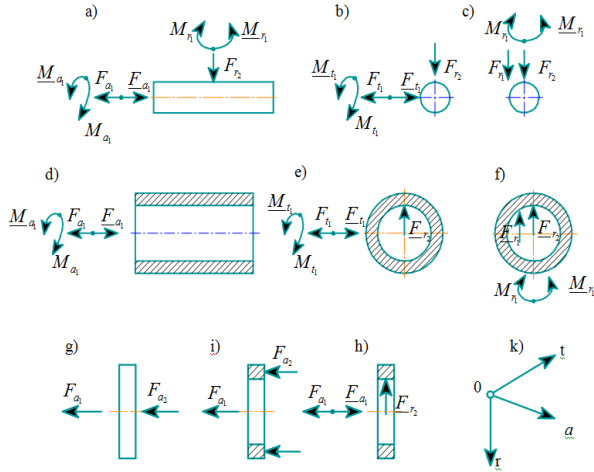 a) b) c)
M_r1 M_r1 F_r2
M_a1 F_a1 F_a1 M_a1
M_t1 F_t1 F_t1 M_t1 F_r2
M_r1 M_r1 F_r1 F_r2
d) e) f)
M_a1 F_a1 F_a1 M_a1
M_t1 F_t1 F_t1 M_t1 F_r2
F_r1 F_r2 M_r1 M_r1
g) i) h) k)
F_a1 F_a2
F_a1 F_a2
F_a1 F_a1 F_r2
0 t a r